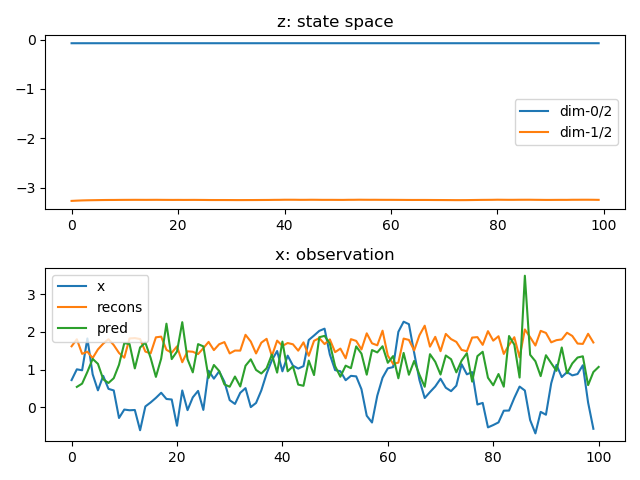 z: state space
0
−1
−2
−3
dim-0/2
dim-1/2
0 20 40 60 80 100
x: observation
3
2
1
0
x
recons
pred
0 20 40 60 80 100